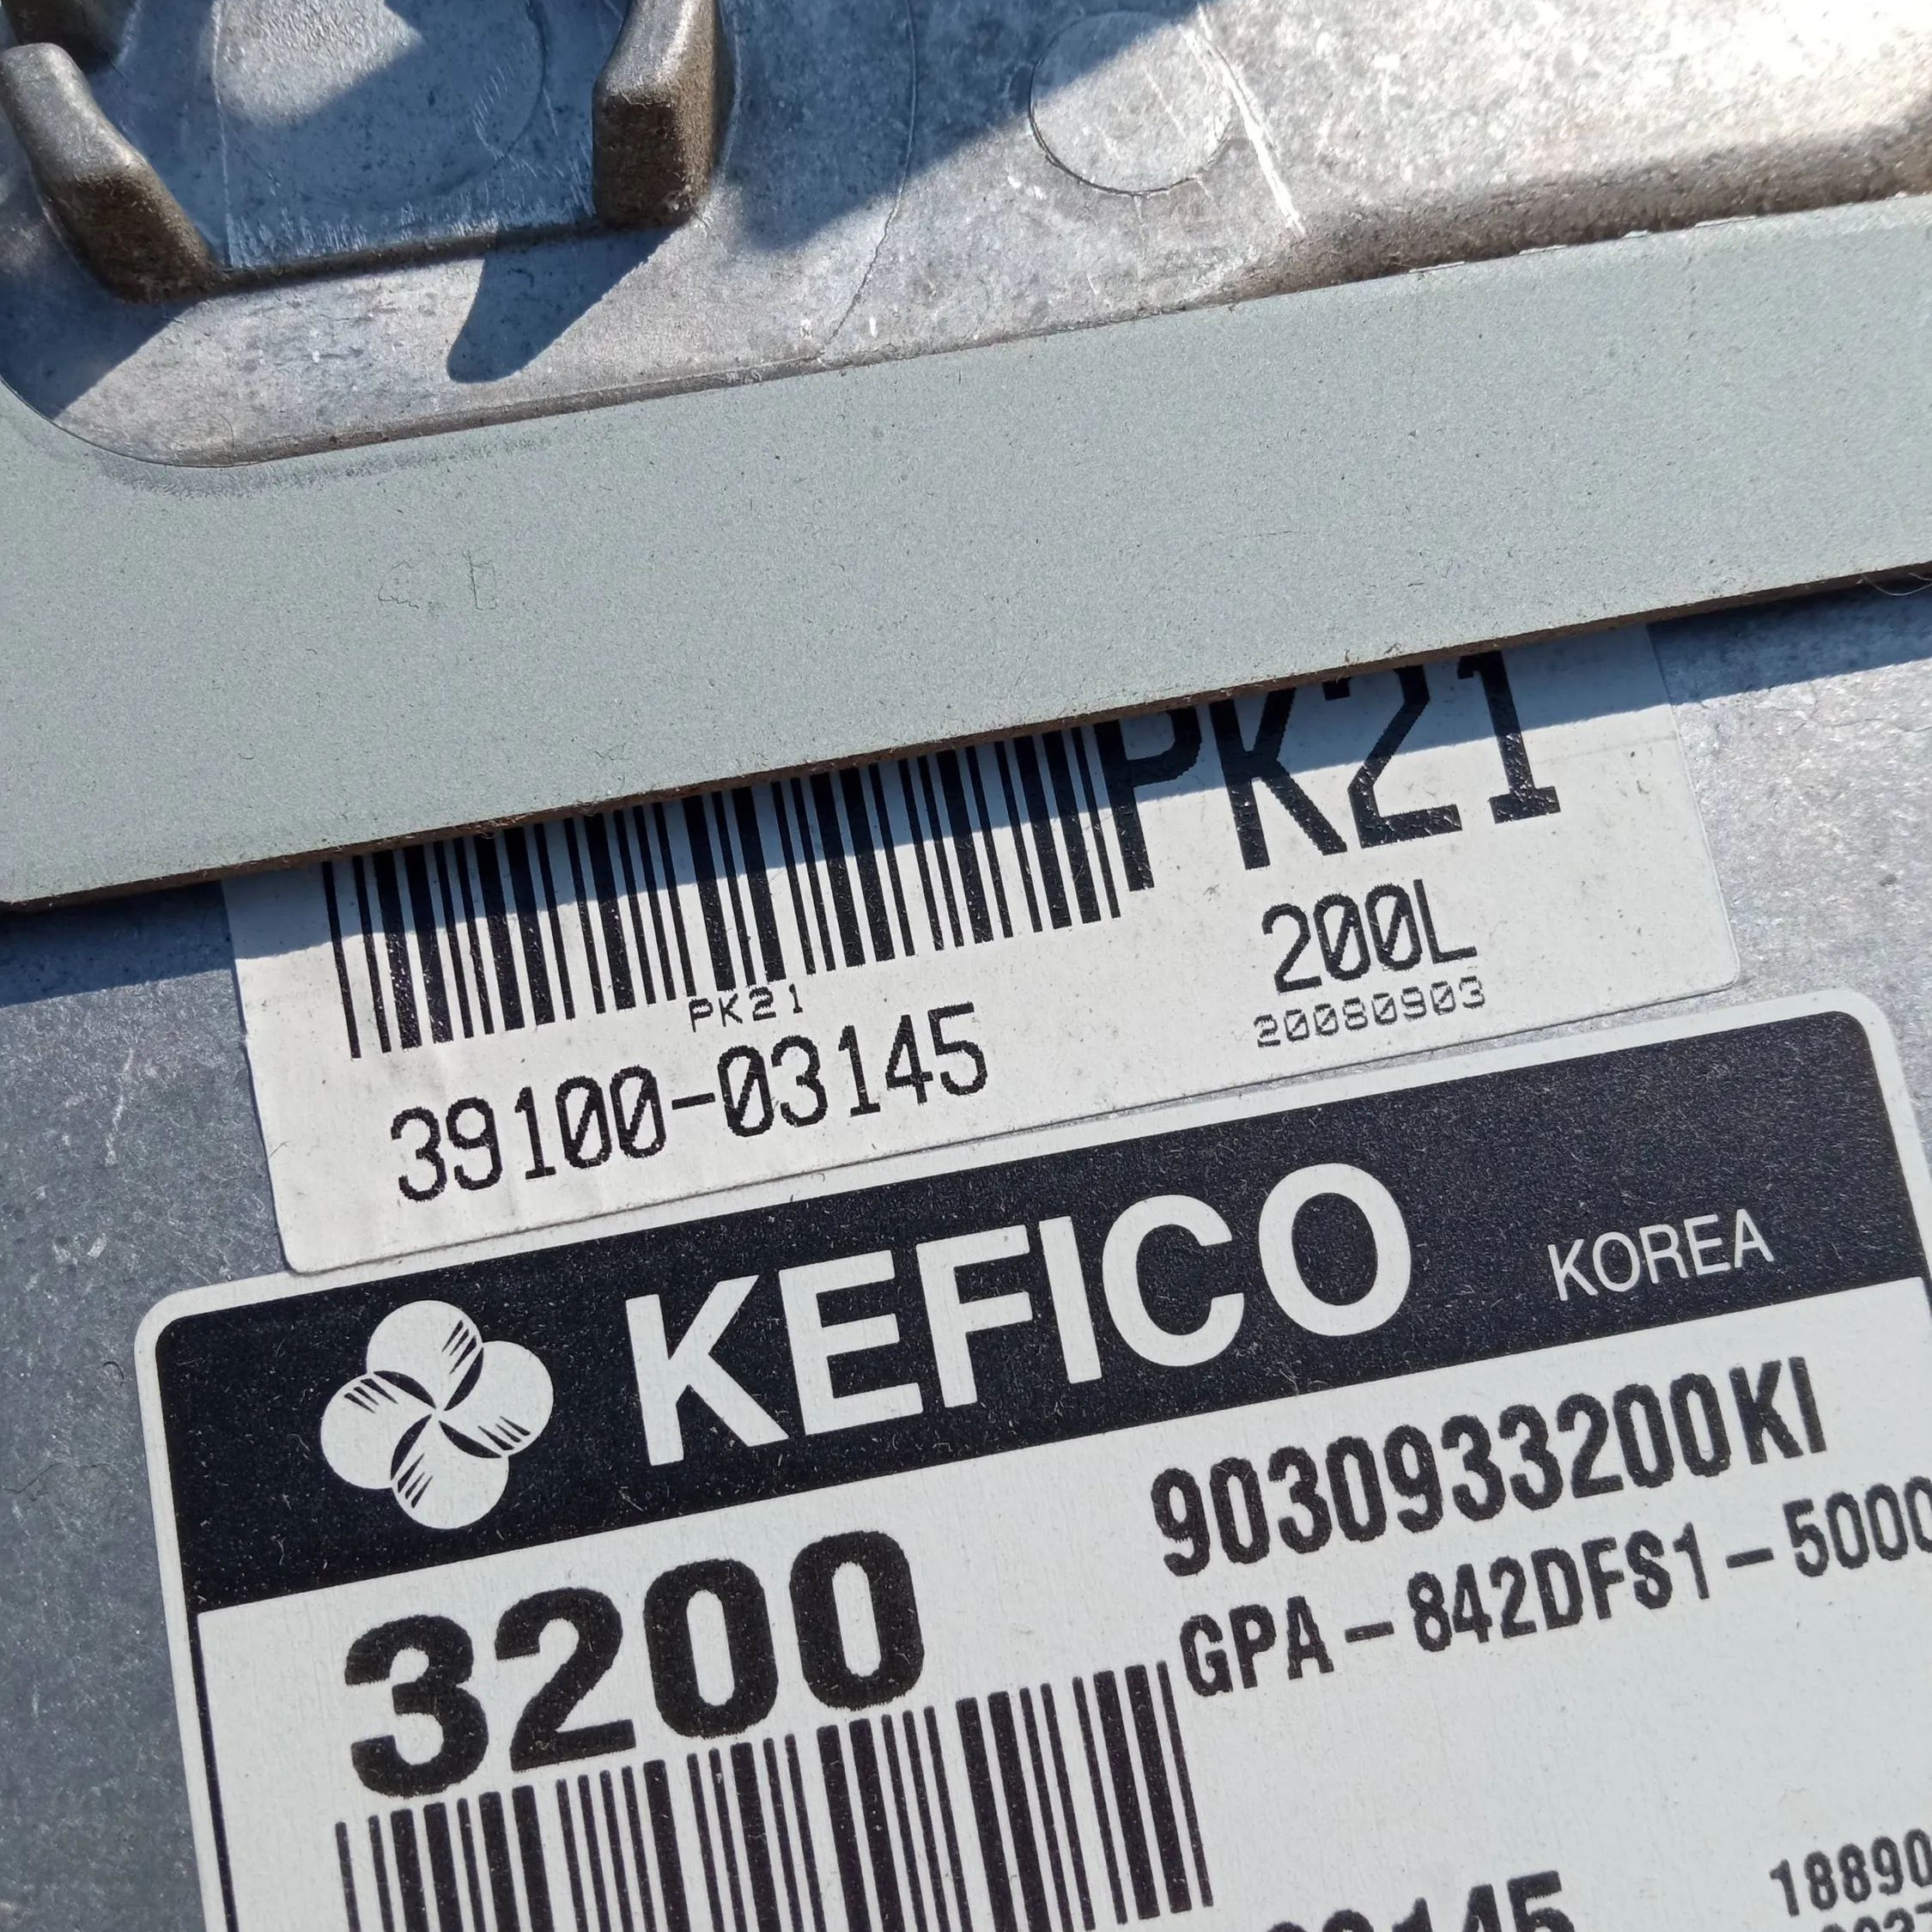 PK21
200L
PK21
20080903
39100-03145
KEFICO KOREA
3200
9030933200KI
GPA-842DFS1-5000